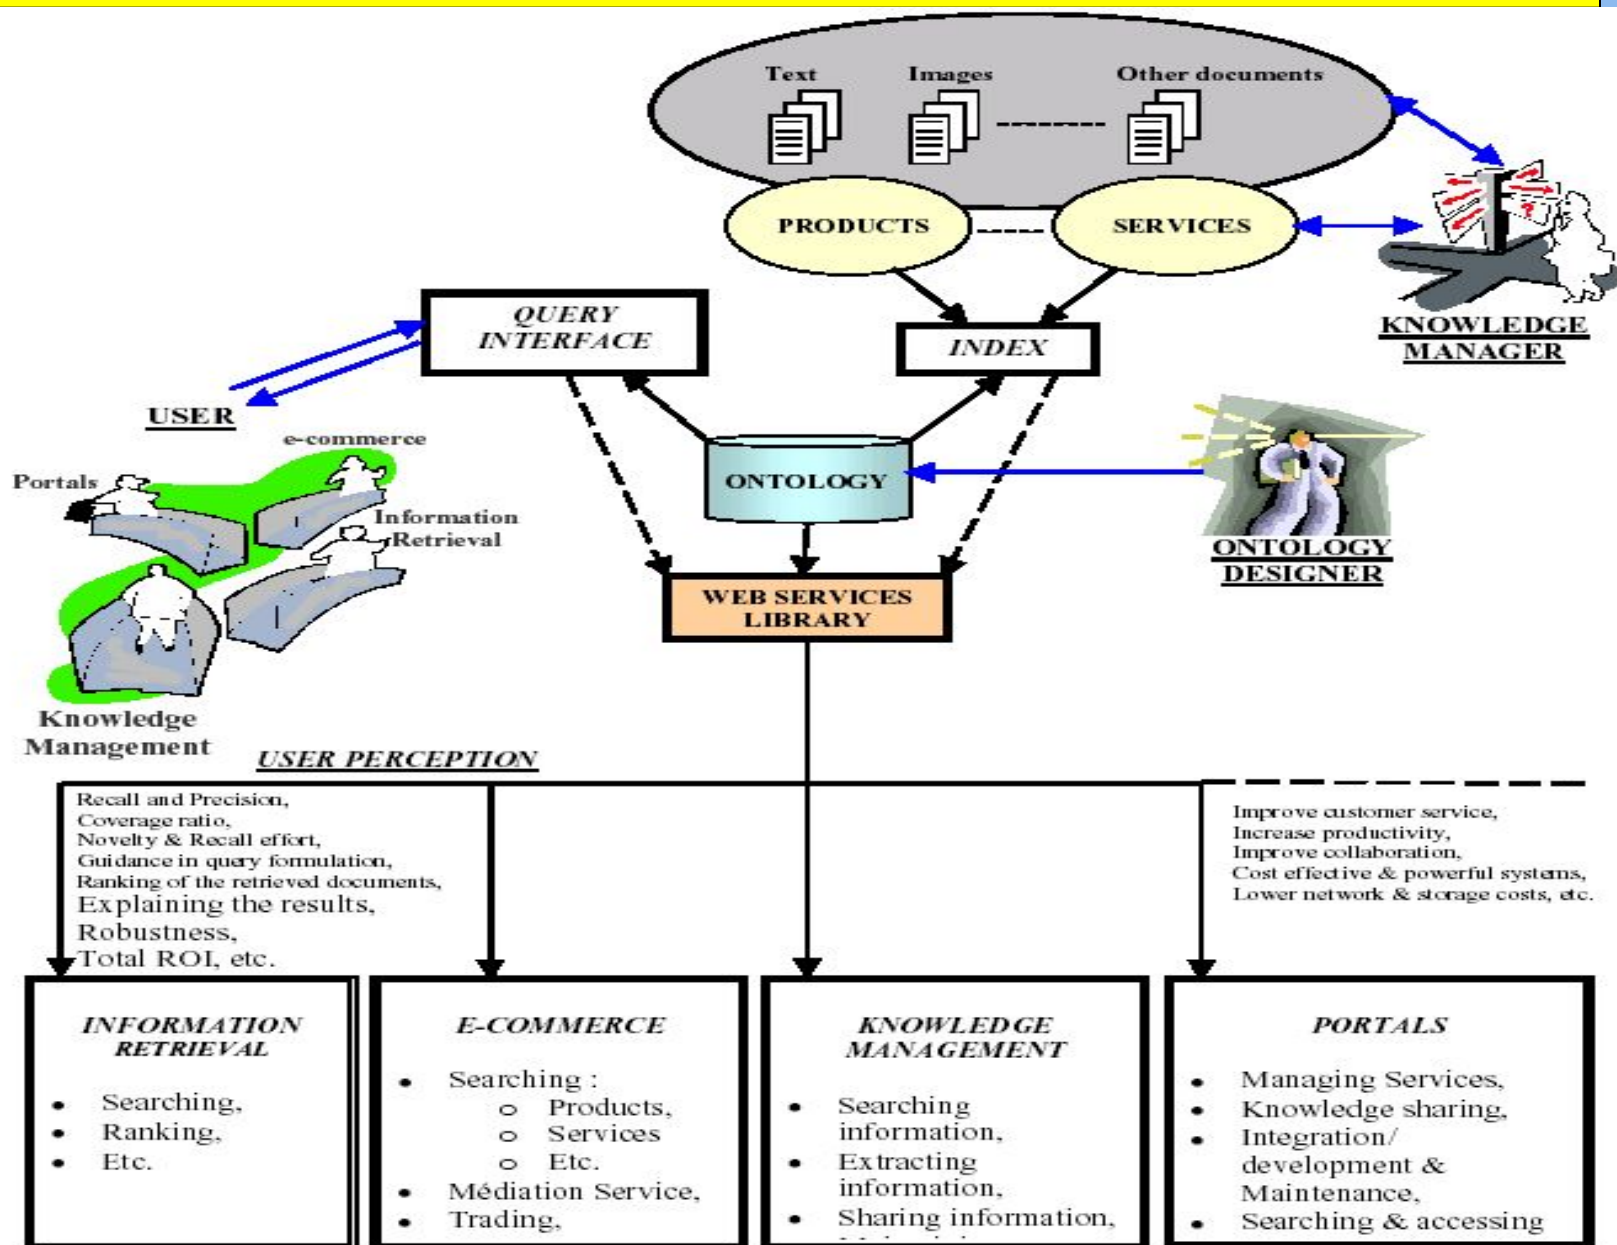 Text Images Other documents
PRODUCTS SERVICES
QUERY
INTERFACE
INDEX
KNOWLEDGE
MANAGER
USER
e-commerce
Portals
Information
Retrieval
Knowledge
Management
ONTOLOGY
?
ONTOLOGY
DESIGNER
WEB SERVICES
LIBRARY
USER PERCEPTION
Recall and Precision,
Coverage ratio,
Novelty & Recall effort,
Guidance in query formulation,
Ranking of the retrieved documents,
Explaining the results,
Robustness,
Total ROI, etc.
Improve customer service,
Increase productivity,
Improve collaboration,
Cost effective & powerful systems,
Lower network & storage costs, etc.
INFORMATION
RETRIEVAL
• Searching,
• Ranking,
• Etc.
E-COMMERCE
• Searching :
o Products,
o Services
o Etc.
• Médiation Service,
• Trading,
KNOWLEDGE
MANAGEMENT
• Searching
information,
• Extracting
information,
• Sharing information,
PORTALS
• Managing Services,
• Knowledge sharing,
• Integration/
development &
Maintenance,
• Searching & accessing